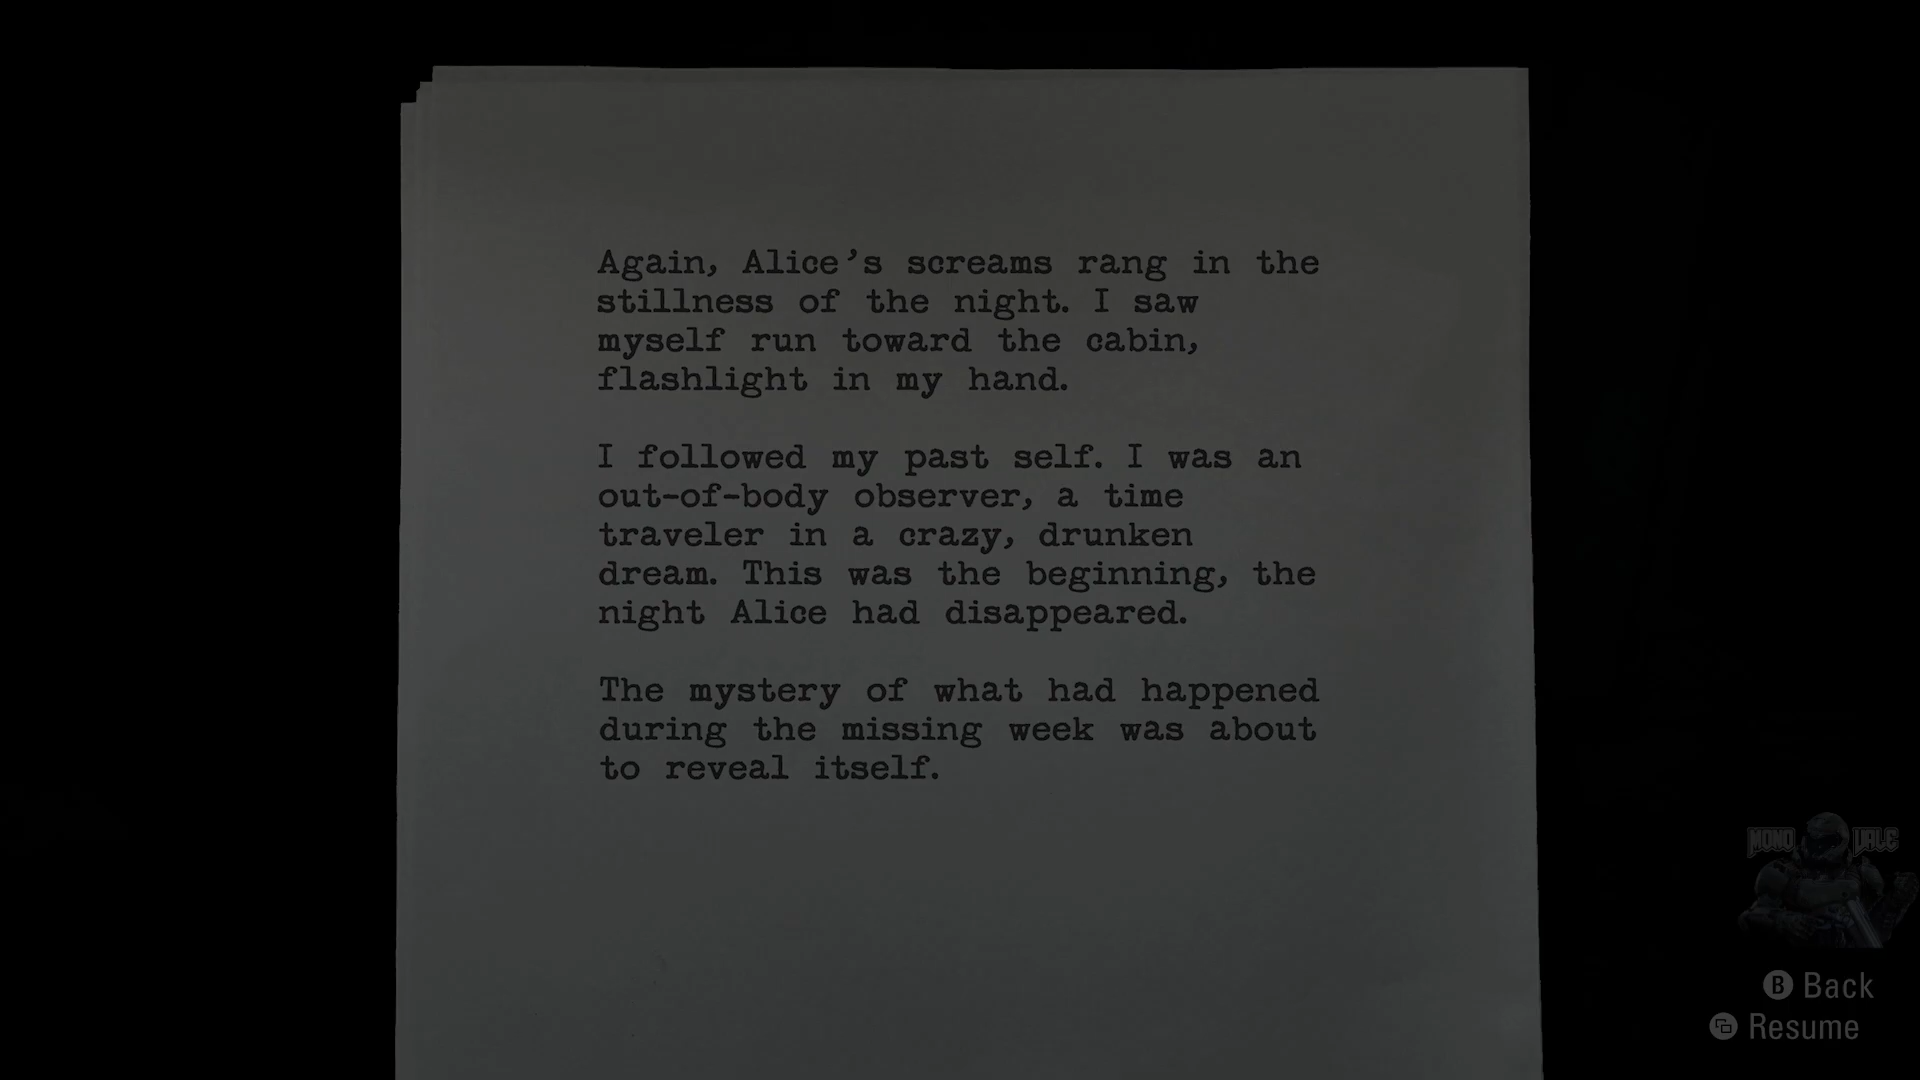 Again, Alice's screams rang in the
stillness of the night. I saw
myself run toward the cabin,
flashlight in my hand.
I followed my past self. I was an
out-of-body observer, a time
traveler in a crazy, drunken
dream. This was the beginning, the
night Alice had disappeared.
The mystery of what had happened
during the missing week was about
to reveal itself.
MONO VALE
B Back
Resume